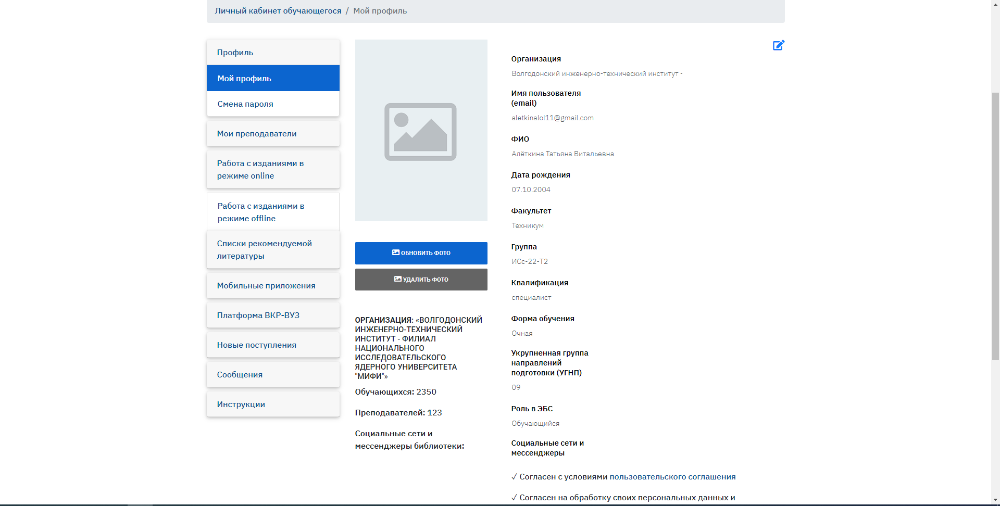 Личный кабинет обучающегося / Мой профиль
Профиль
Мой профиль
Смена пароля
Мои преподаватели
Работа с изданиями в
режиме online
Работа с изданиями в
режиме offline
Списки рекомендуемой
литературы
Мобильные приложения
Платформа ВКР-ВУЗ
Новые поступления
Сообщения
Инструкции
ОБНОВИТЬ ФОТО
УДАЛИТЬ ФОТО
ОРГАНИЗАЦИЯ: «ВОЛГОДОНСКИЙ
ИНЖЕНЕРНО-ТЕХНИЧЕСКИЙ
ИНСТИТУТ - ФИЛИАЛ
НАЦИОНАЛЬНОГО
ИССЛЕДОВАТЕЛЬСКОГО
ЯДЕРНОГО УНИВЕРСИТЕТА
"МИФИ"»
Обучающихся: 2350
Преподавателей: 123
Социальные сети и
мессенджеры библиотеки:
Организация
Волгодонский инженерно-технический институт -
Имя пользователя
(email)
aletkinalol11@gmail.com
ФИО
Алёткина Татьяна Витальевна
Дата рождения
07.10.2004
Факультет
Техникум
Группа
ИСс-22-Т2
Квалификация
специалист
Форма обучения
Очная
Укрупненная группа
направлений
подготовки (УГНП)
09
Роль в ЭБС
Обучающийся
Социальные сети и
мессенджеры
✓ Согласен с условиями пользовательского соглашения
✓ Согласен на обработку своих персональных данных и